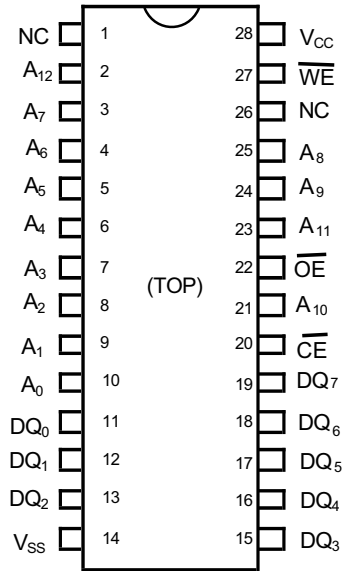 NC 1 28 VCC
A12 2 27 WE
A7 3 26 NC
A6 4 25 A8
A5 5 24 A9
A4 6 23 A11
A3 7 22 OE
(TOP)
A2 8 21 A10
A1 9 20 CE
A0 10 19 DQ7
DQ0 11 18 DQ6
DQ1 12 17 DQ5
DQ2 13 16 DQ4
VSS 14 15 DQ3